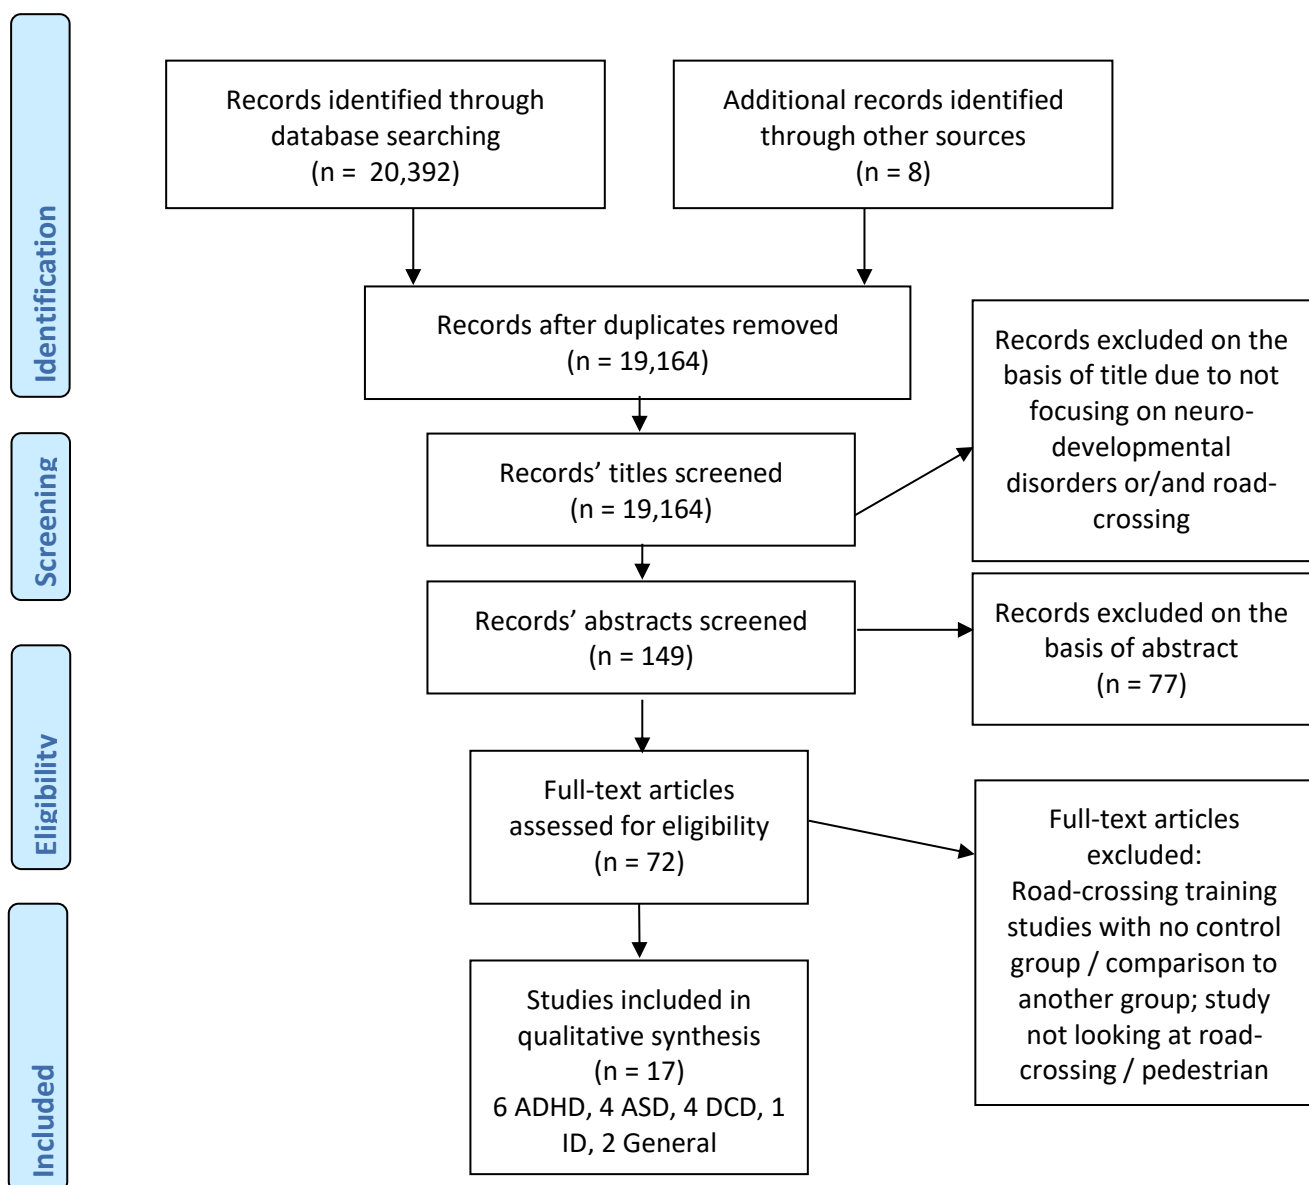 Identification
Records identified through
database searching
(n = 20,392)
Additional records identified
through other sources
(n = 8)
Records after duplicates removed
(n = 19,164)
Records excluded on the
basis of title due to not
focusing on neuro-
developmental
disorders or/and road-
crossing
Screening
Records’ titles screened
(n = 19,164)
Records’ abstracts screened
(n = 149)
Records excluded on the
basis of abstract
(n = 77)
Eligibility
Full-text articles
assessed for eligibility
(n = 72)
Full-text articles
excluded:
Road-crossing training
studies with no control
group / comparison to
another group; study
not looking at road-
crossing / pedestrian
Included
Studies included in
qualitative synthesis
(n = 17)
6 ADHD, 4 ASD, 4 DCD, 1
ID, 2 General